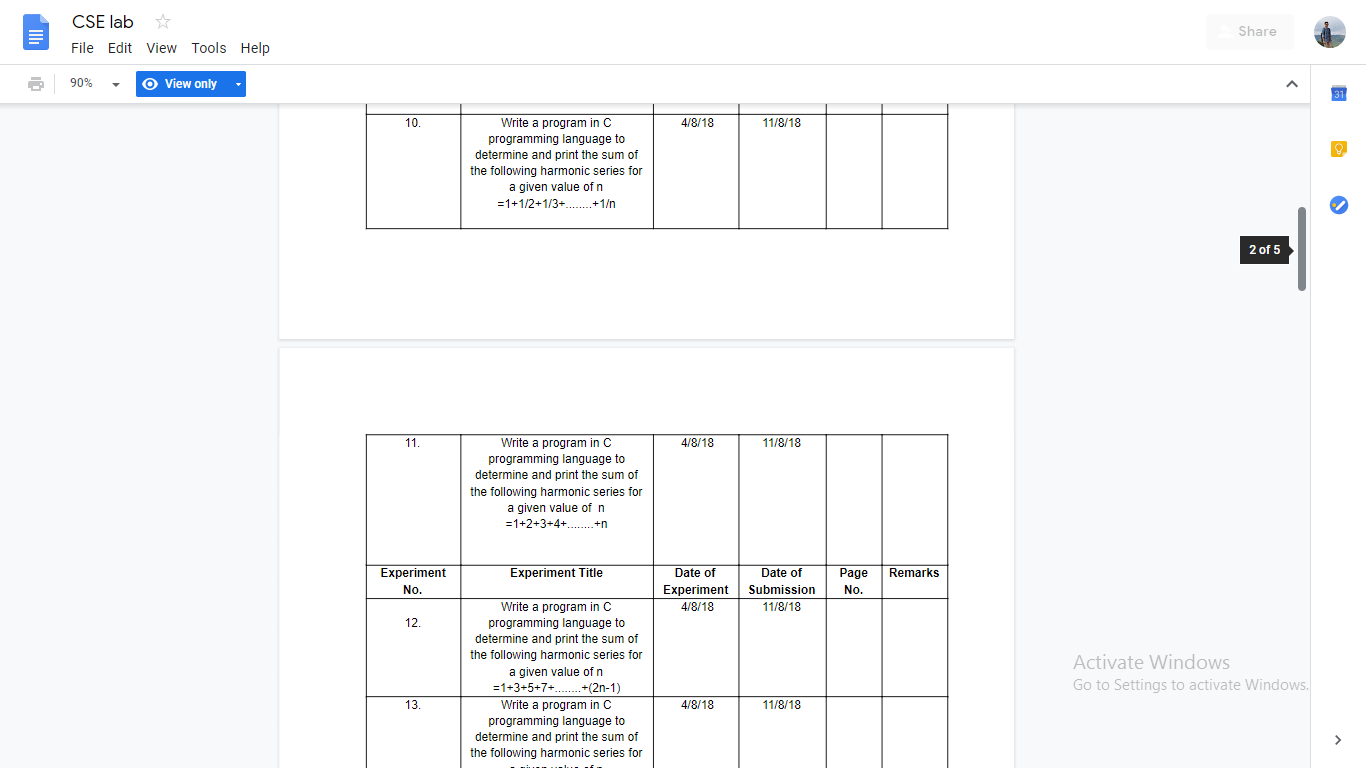 CSE lab
Share
File Edit View Tools Help
90% View only
31
10. Write a program in C 4/8/18 11/8/18
programming language to
determine and print the sum of
the following harmonic series for
a given value of n
=1+1/2+1/3+........+1/n
2 of 5
11. Write a program in C 4/8/18 11/8/18
programming language to
determine and print the sum of
the following harmonic series for
a given value of n
=1+2+3+4+........+n
Experiment Experiment Title Date of Date of Page Remarks
No. Experiment Submission No.
Write a program in C 4/8/18 11/8/18
12. programming language to
determine and print the sum of
the following harmonic series for
a given value of n
=1+3+5+7+........+(2n-1)
13. Write a program in C 4/8/18 11/8/18
programming language to
determine and print the sum of
the following harmonic series for
a given value of n
Activate Windows
Go to Settings to activate Windows.